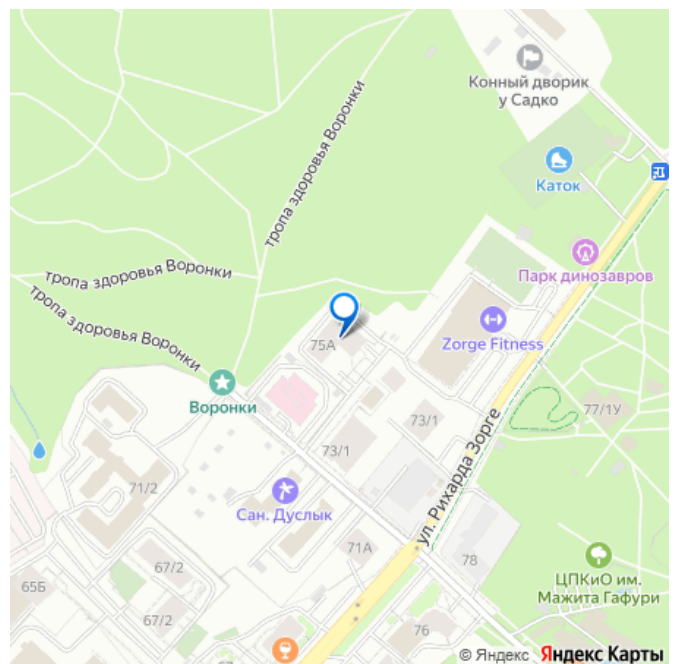 Конный дворик
у Садко
тропа здоровья Воронки
Каток
Парк динозавров
тропа здоровья Воронки
тропа здоровья Воронки
75А
Zorge Fitness
Воронки
77/1У
73/1
73/1
ул. Рихарда Зорге
71/2
Сан. Дуслык
71А
78
67/2
65Б
ЦПКиО им.
Мажита Гафури
67/2
76
© Яндекс Яндекс Карты